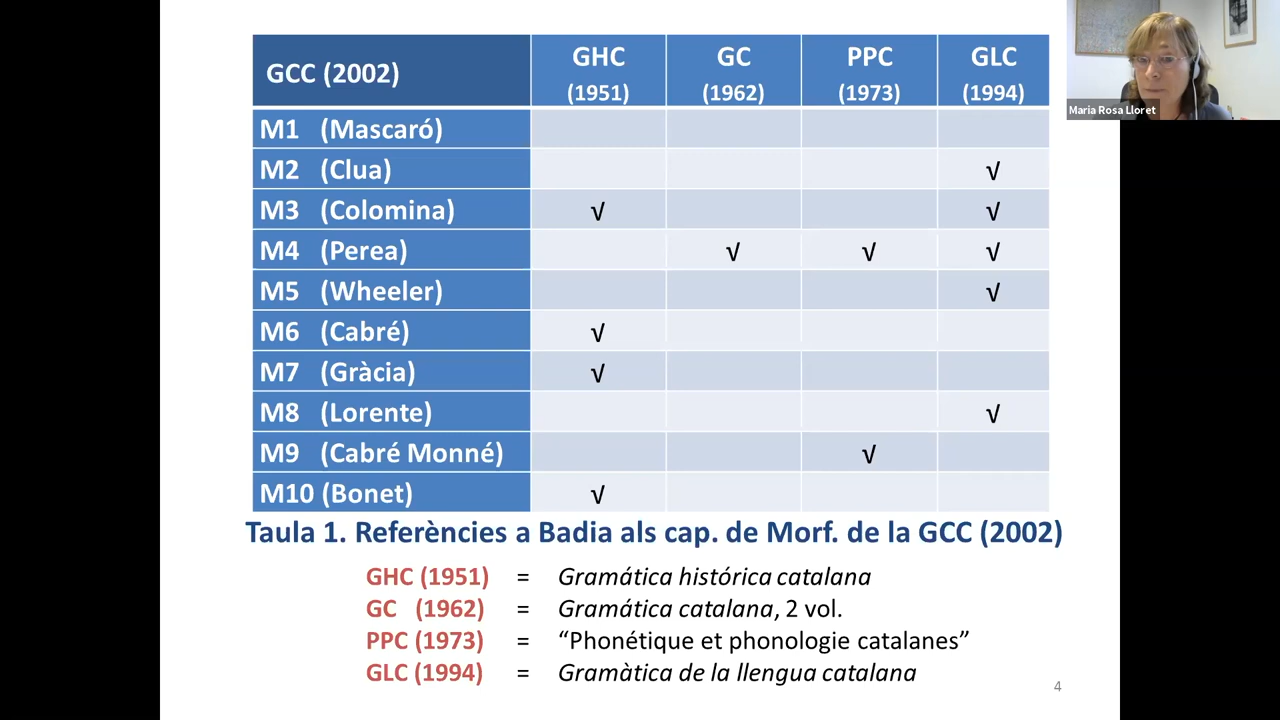 GCC (2002) GHC (1951) GC (1962) PPC (1973) GLC (1994)
M1 (Mascaró)
M2 (Clua) √
M3 (Colomina) √ √
M4 (Perea) √ √ √
M5 (Wheeler) √
M6 (Cabré) √
M7 (Gràcia) √
M8 (Lorente) √
M9 (Cabré Monné) √
M10 (Bonet) √
Taula 1. Referències a Badia als cap. de Morf. de la GCC (2002)
GHC (1951) = Gramática histórica catalana
GC (1962) = Gramática catalana, 2 vol.
PPC (1973) = “Phonétique et phonologie catalanes”
GLC (1994) = Gramàtica de la llengua catalana
4
Maria Rosa Lloret